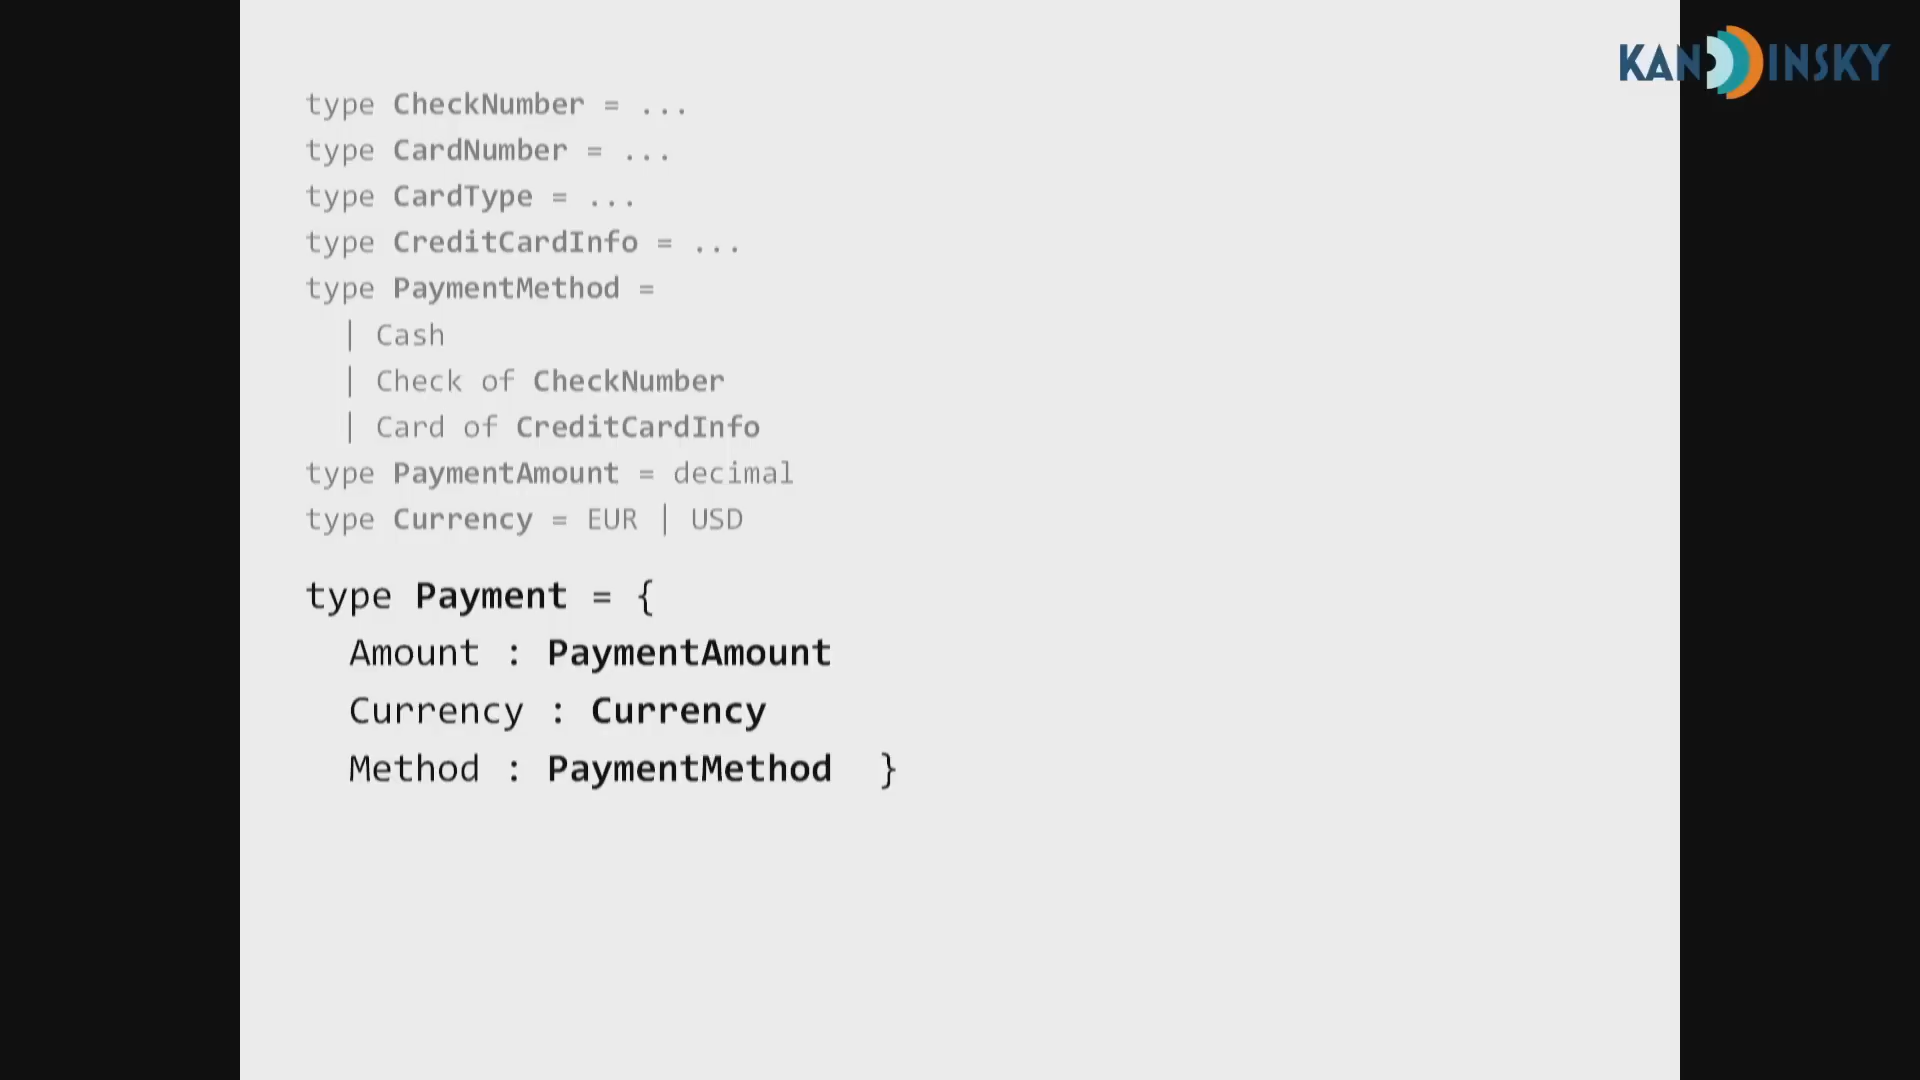 KANDDINSKY
type CheckNumber = ...
type CardNumber = ...
type CardType = ...
type CreditCardInfo = ...
type PaymentMethod =
| Cash
| Check of CheckNumber
| Card of CreditCardInfo
type PaymentAmount = decimal
type Currency = EUR | USD
type Payment = {
Amount : PaymentAmount
Currency : Currency
Method : PaymentMethod }